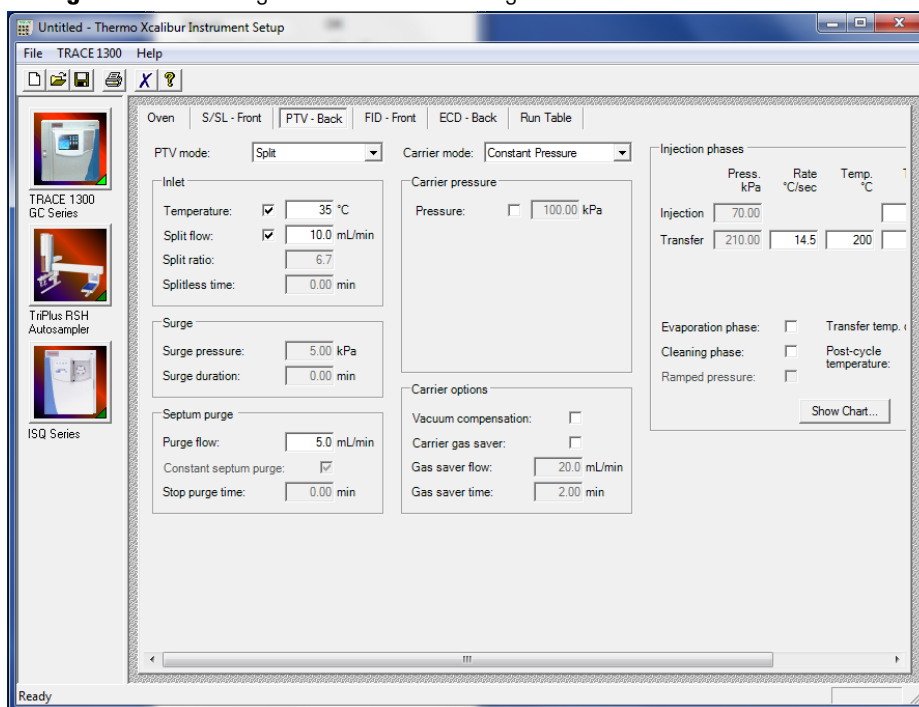 Untitled - Thermo Xcalibur Instrument Setup
File TRACE 1300 Help
TRACE 1300
GC Series
TriPlus RSH
Autosampler
ISQ Series
Oven S/SL - Front PTV - Back FID - Front ECD - Back Run Table
PTV mode: Split
Inlet
Temperature: 35 °C
Split flow: 10.0 mL/min
Split ratio: 6.7
Splitless time: 0.00 min
Surge
Surge pressure: 5.00 kPa
Surge duration: 0.00 min
Septum purge
Purge flow: 5.0 mL/min
Constant septum purge:
Stop purge time: 0.00 min
Carrier mode: Constant Pressure
Carrier pressure
Pressure: 100.00 kPa
Carrier options
Vacuum compensation:
Carrier gas saver:
Gas saver flow: 20.0 mL/min
Gas saver time: 2.00 min
Injection phases
Press. Rate Temp.
kPa °C/sec °C
Injection 70.00
Transfer 210.00 14.5 200
Evaporation phase: Transfer temp.
Cleaning phase: Post-cycle
temperature:
Ramped pressure:
Show Chart...
Ready